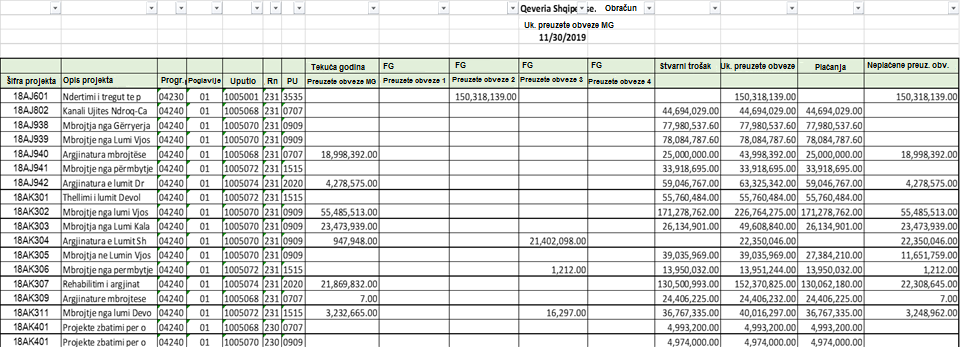 Qeveria Shqipe se. Obračun
Uk. preuzete obveze MG
11/30/2019
Tekuća godina FG FG FG FG Stvarni trošak Uk. preuzete obveze Plaćanja Neplaćene preuz. obv.
Šifra projekta Opis projekta Progr. Poglavlje Uputio Rn PU Preuzete obveze MG Preuzete obveze 1 Preuzete obveze 2 Preuzete obveze 3 Preuzete obveze 4
18AJ601 Ndertimi i tregut te p 04230 01 1005001 231 3535 150,318,139.00 150,318,139.00 150,318,139.00
18AJ802 Kanali Ujites Ndroq-Ca 04240 01 1005068 231 0707 44,694,029.00 44,694,029.00 44,694,029.00
18AJ938 Mbrojtja nga Gërryerja 04240 01 1005070 231 0909 77,980,537.60 77,980,537.60 77,980,537.60
18AJ939 Mbrojtja nga Lumi Vjos 04240 01 1005070 231 0909 78,084,787.60 78,084,787.60 78,084,787.60
18AJ940 Argjinatura mbrojtëse 04240 01 1005068 231 0707 18,998,392.00 25,000,000.00 43,998,392.00 25,000,000.00 18,998,392.00
18AJ941 Mbrojtje nga përmbytje 04240 01 1005072 231 1515 33,918,695.00 33,918,695.00 33,918,695.00
18AJ942 Argjinatura e lumit Dr 04240 01 1005074 231 2020 4,278,575.00 59,046,767.00 63,325,342.00 59,046,767.00 4,278,575.00
18AK301 Thellimi i lumit Devol 04240 01 1005072 231 1515 55,760,484.00 55,760,484.00 55,760,484.00
18AK302 Mbrojtje nga lumi Vjos 04240 01 1005070 231 0909 55,485,513.00 171,278,762.00 226,764,275.00 171,278,762.00 55,485,513.00
18AK303 Mbrojtje nga Lumi Kala 04240 01 1005070 231 0909 23,473,939.00 26,134,901.00 49,608,840.00 26,134,901.00 23,473,939.00
18AK304 Argjinatura e Lumit Sh 04240 01 1005070 231 0909 947,948.00 21,402,098.00 22,350,046.00 22,350,046.00
18AK305 Mbrojtja ne Lumin Vjos 04240 01 1005070 231 0909 39,035,969.00 39,035,969.00 27,384,210.00 11,651,759.00
18AK306 Mbrojtje nga permbytje 04240 01 1005072 231 1515 1,212.00 13,950,032.00 13,951,244.00 13,950,032.00 1,212.00
18AK307 Rehabilitim i argjinat 04240 01 1005074 231 2020 21,869,832.00 130,500,993.00 152,370,825.00 130,062,180.00 22,308,645.00
18AK309 Argjinature mbrojtese 04240 01 1005068 231 0707 7.00 24,406,225.00 24,406,232.00 24,406,225.00 7.00
18AK311 Mbrojtje nga lumi Devo 04240 01 1005072 231 1515 3,232,665.00 16,297.00 36,767,335.00 40,016,297.00 36,767,335.00 3,248,962.00
18AK401 Projekte zbatimi per o 04240 01 1005068 230 0707 4,993,200.00 4,993,200.00 4,993,200.00
18AK401 Projekte zbatimi per o 04240 01 1005070 230 0909 4,974,000.00 4,974,000.00 4,974,000.00